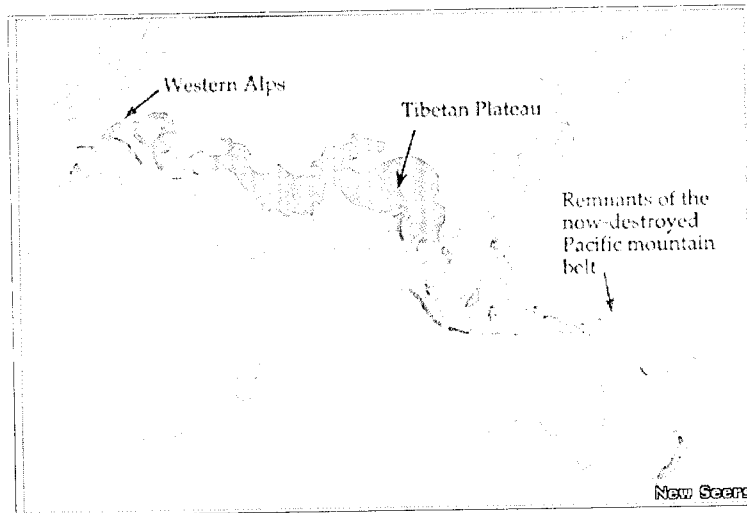 Western Alps
Tibetan Plateau
Remnants of the
now-destroyed
Pacific mountain
belt
New Seers